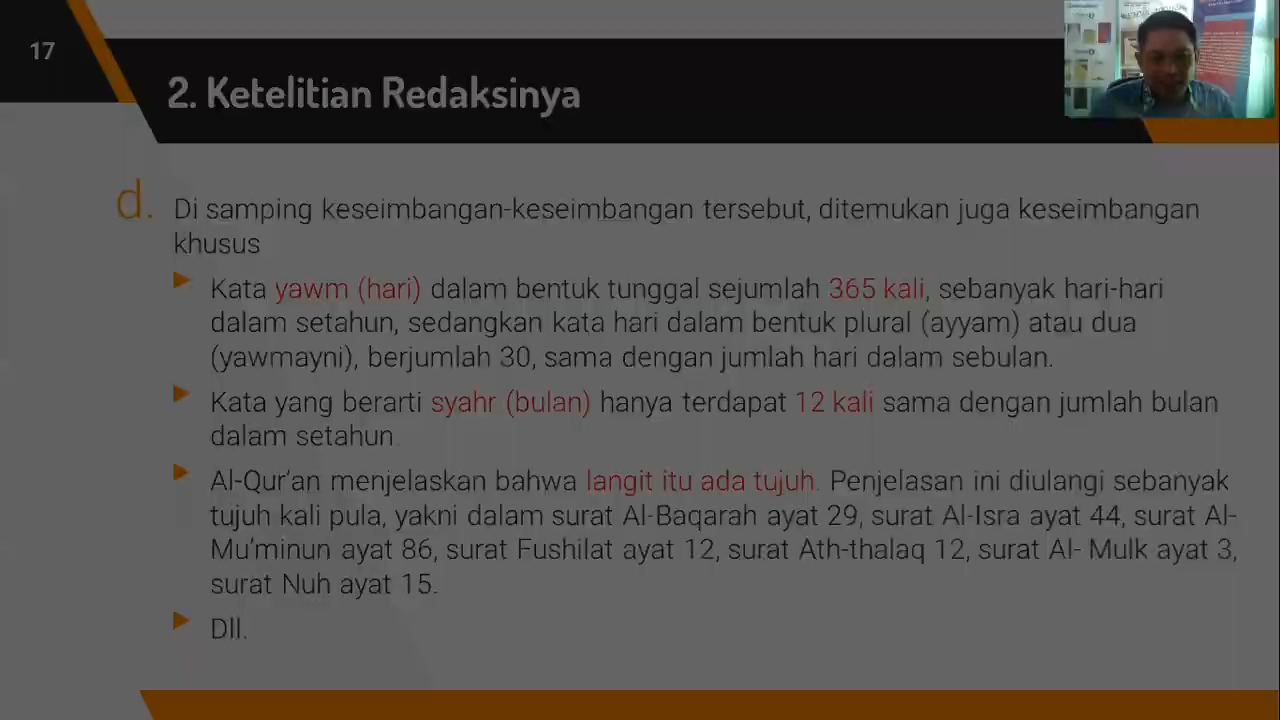 17
2. Ketelitian Redaksinya
d. Di samping keseimbangan-keseimbangan tersebut, ditemukan juga keseimbangan
khusus
Kata yawm (hari) dalam bentuk tunggal sejumlah 365 kali, sebanyak hari-hari
dalam setahun, sedangkan kata hari dalam bentuk plural (ayyam) atau dua
(yawmayni), berjumlah 30, sama dengan jumlah hari dalam sebulan.
Kata yang berarti syahr (bulan) hanya terdapat 12 kali sama dengan jumlah bulan
dalam setahun.
Al-Qur’an menjelaskan bahwa langit itu ada tujuh. Penjelasan ini diulangi sebanyak
tujuh kali pula, yakni dalam surat Al-Baqarah ayat 29, surat Al-Isra ayat 44, surat Al-
Mu’minun ayat 86, surat Fushilat ayat 12, surat Ath-thalaq 12, surat Al- Mulk ayat 3,
surat Nuh ayat 15.
Dll.